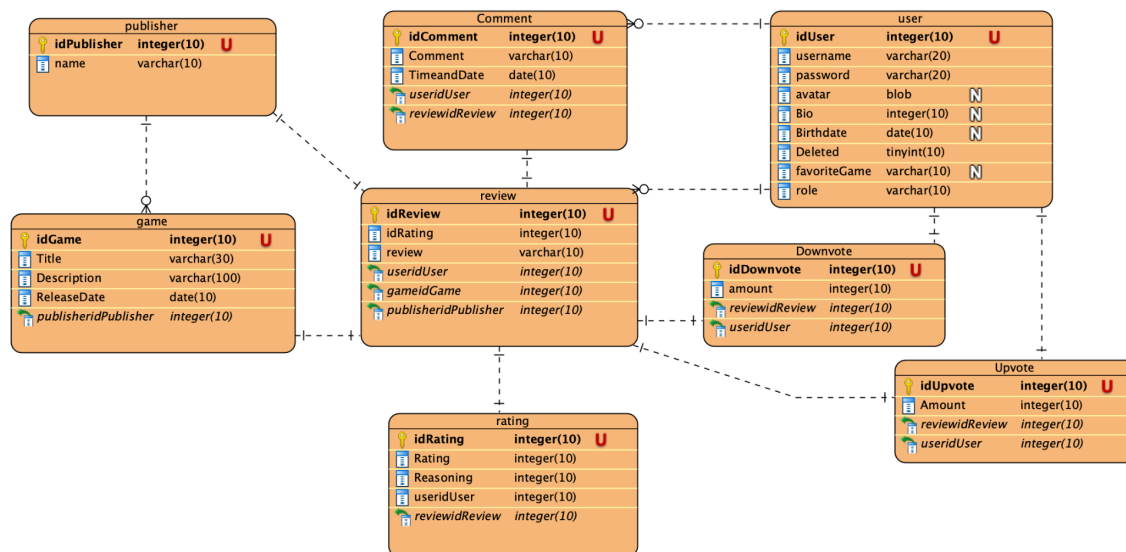 publisher
idPublisher integer(10) U
name varchar(10)
Comment
idComment integer(10) U
Comment varchar(10)
TimeandDate date(10)
useridUser integer(10)
reviewidReview integer(10)
user
idUser integer(10) U
username varchar(20)
password varchar(20)
avatar blob N
Bio integer(10) N
Birthdate date(10) N
Deleted tinyint(10)
favoriteGame varchar(10) N
role varchar(10)
game
idGame integer(10) U
Title varchar(30)
Description varchar(100)
ReleaseDate date(10)
publisheridPublisher integer(10)
review
idReview integer(10) U
idRating integer(10)
review varchar(10)
useridUser integer(10)
gameidGame integer(10)
publisheridPublisher integer(10)
Downvote
idDownvote integer(10) U
amount integer(10)
reviewidReview integer(10)
useridUser integer(10)
Upvote
idUpvote integer(10) U
Amount integer(10)
reviewidReview integer(10)
useridUser integer(10)
rating
idRating integer(10) U
Rating integer(10)
Reasoning integer(10)
useridUser integer(10)
reviewidReview integer(10)